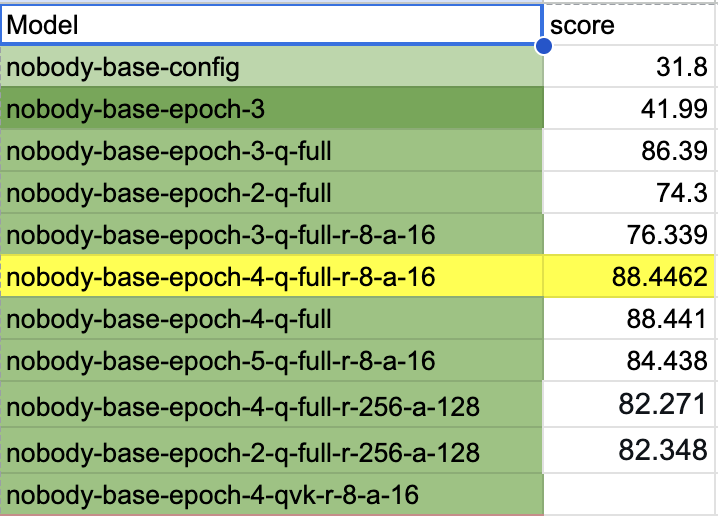 Model score
nobody-base-config 31.8
nobody-base-epoch-3 41.99
nobody-base-epoch-3-q-full 86.39
nobody-base-epoch-2-q-full 74.3
nobody-base-epoch-3-q-full-r-8-a-16 76.339
nobody-base-epoch-4-q-full-r-8-a-16 88.4462
nobody-base-epoch-4-q-full 88.441
nobody-base-epoch-5-q-full-r-8-a-16 84.438
nobody-base-epoch-4-q-full-r-256-a-128 82.271
nobody-base-epoch-2-q-full-r-256-a-128 82.348
nobody-base-epoch-4-qvk-r-8-a-16